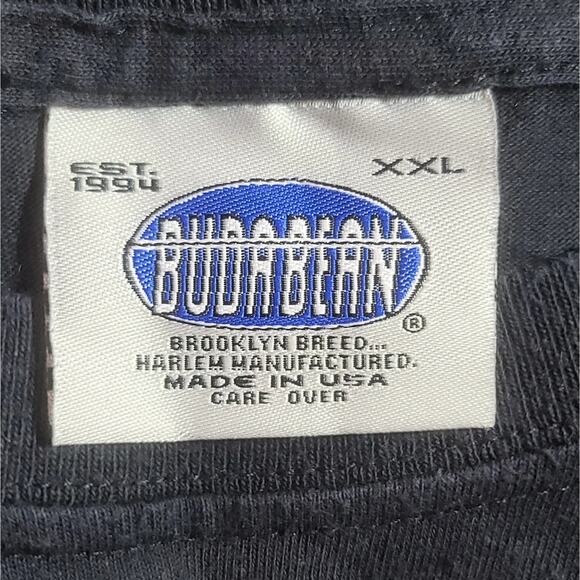 EST.
1994
XXL
BUDABEAN
®
BROOKLYN BREED...
HARLEM MANUFACTURED.
MADE IN USA
CARE OVER